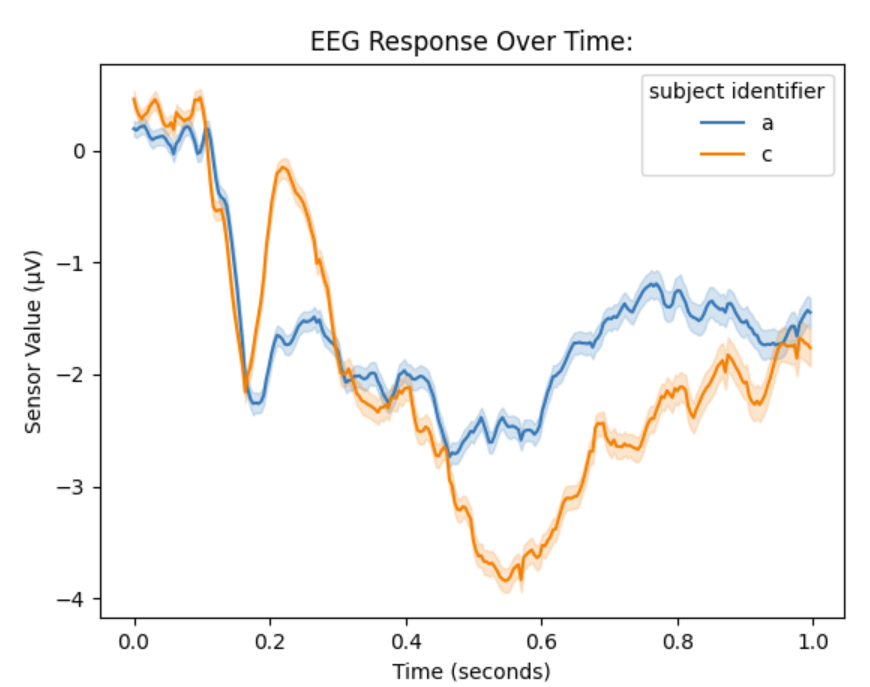 EEG Response Over Time:
subject identifier
a
c
Sensor Value (μV)
0
−1
−2
−3
−4
0.0 0.2 0.4 0.6 0.8 1.0
Time (seconds)